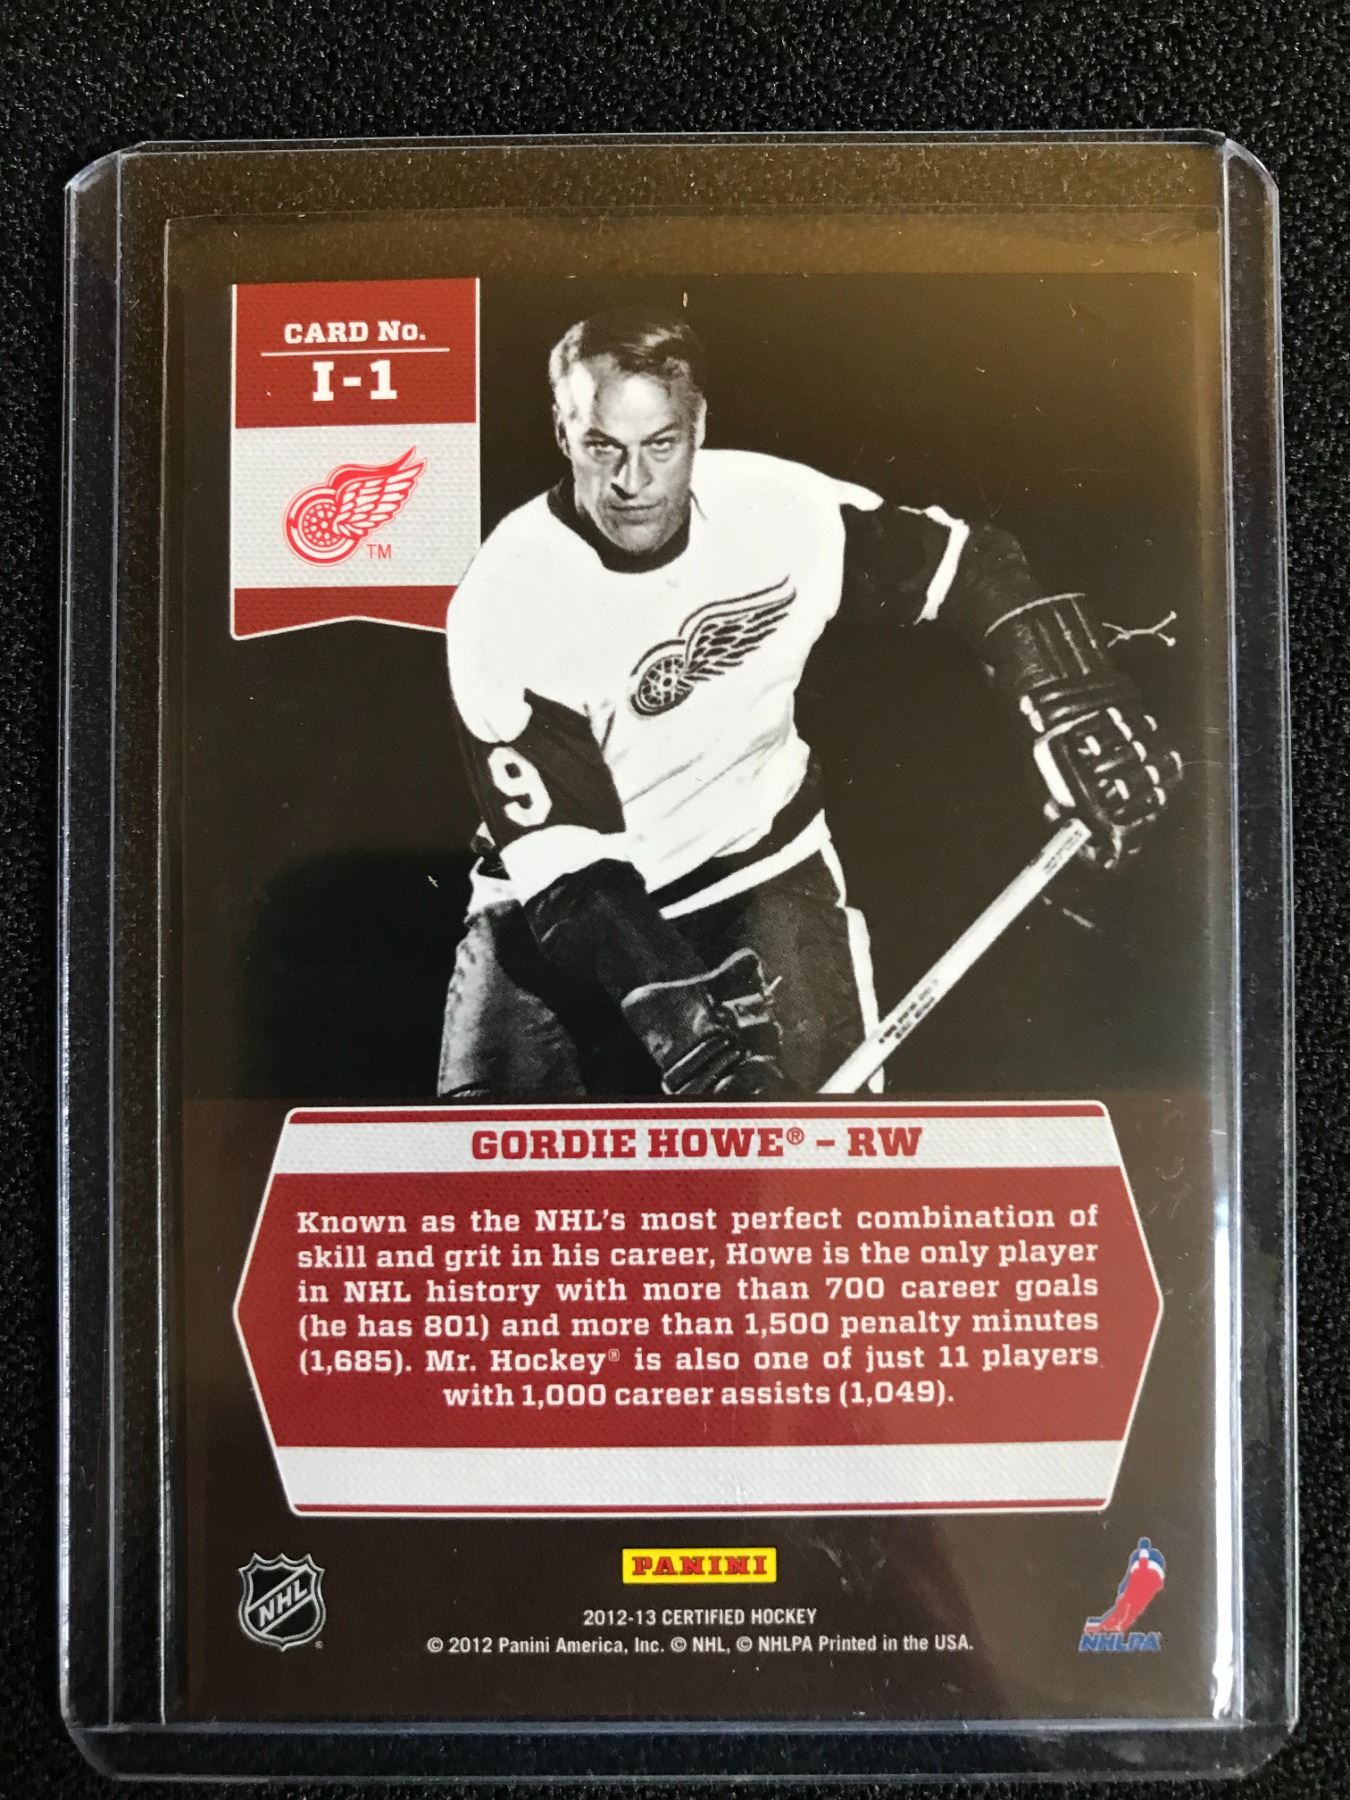 CARD No.
I-1
TM
9
GORDIE HOWE® – RW
Known as the NHL's most perfect combination of
skill and grit in his career, Howe is the only player
in NHL history with more than 700 career goals
(he has 801) and more than 1,500 penalty minutes
(1,685). Mr. Hockey® is also one of just 11 players
with 1,000 career assists (1,049).
NHL
PANINI
NHLPA
2012-13 CERTIFIED HOCKEY
© 2012 Panini America, Inc. © NHL, © NHLPA Printed in the USA.